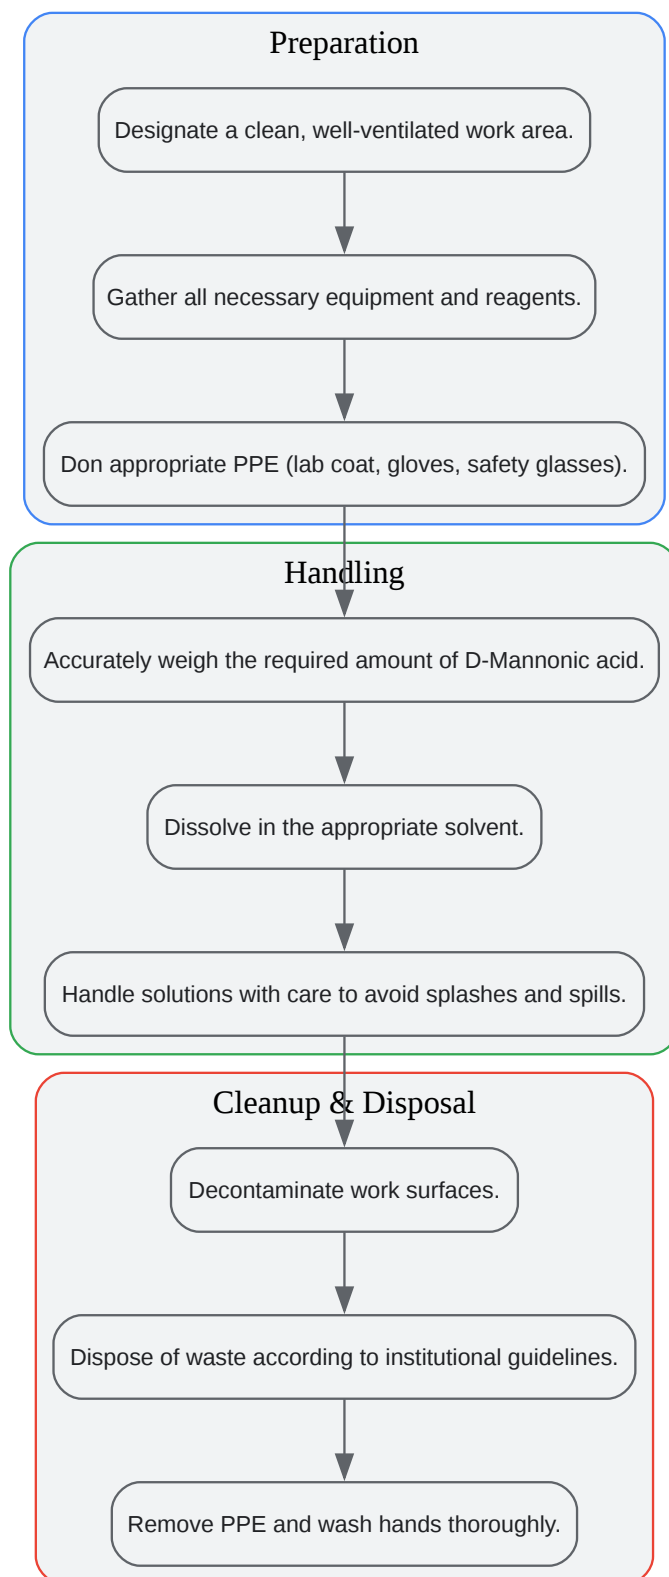 Preparation
Designate a clean, well-ventilated work area.
Gather all necessary equipment and reagents.
Don appropriate PPE (lab coat, gloves, safety glasses).
Handling
Accurately weigh the required amount of D-Mannonic acid.
Dissolve in the appropriate solvent.
Handle solutions with care to avoid splashes and spills.
Cleanup & Disposal
Decontaminate work surfaces.
Dispose of waste according to institutional guidelines.
Remove PPE and wash hands thoroughly.